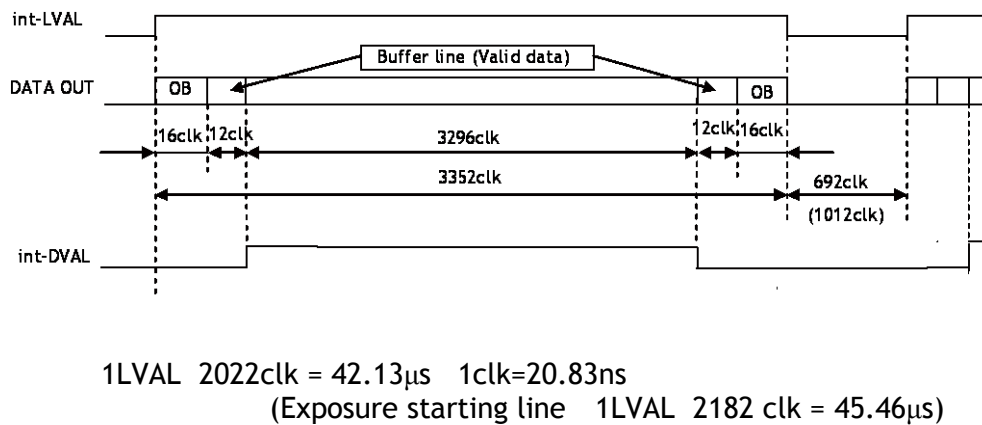 int-LVAL
Buffer line (Valid data)
DATA OUT
OB
OB
16clk
12clk
3296clk
12clk
16clk
3352clk
692clk
(1012clk)
int-DVAL
1LVAL 2022clk = 42.13μs 1clk=20.83ns
(Exposure starting line 1LVAL 2182 clk = 45.46μs)